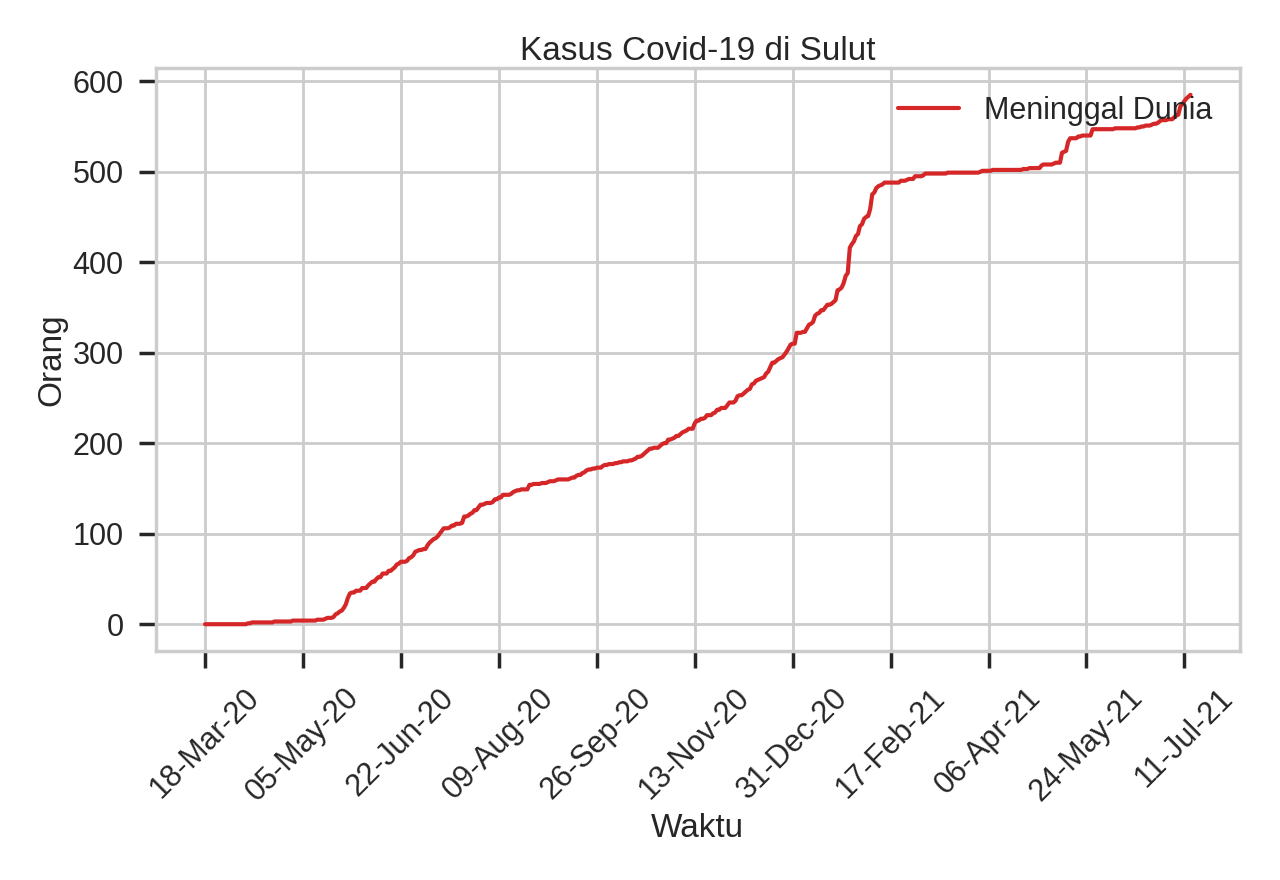 Kasus Covid-19 di Sulut
Meninggal Dunia
600
500
400
300
200
100
0
Orang
18-Mar-20
05-May-20
22-Jun-20
09-Aug-20
26-Sep-20
13-Nov-20
31-Dec-20
17-Feb-21
06-Apr-21
24-May-21
11-Jul-21
Waktu